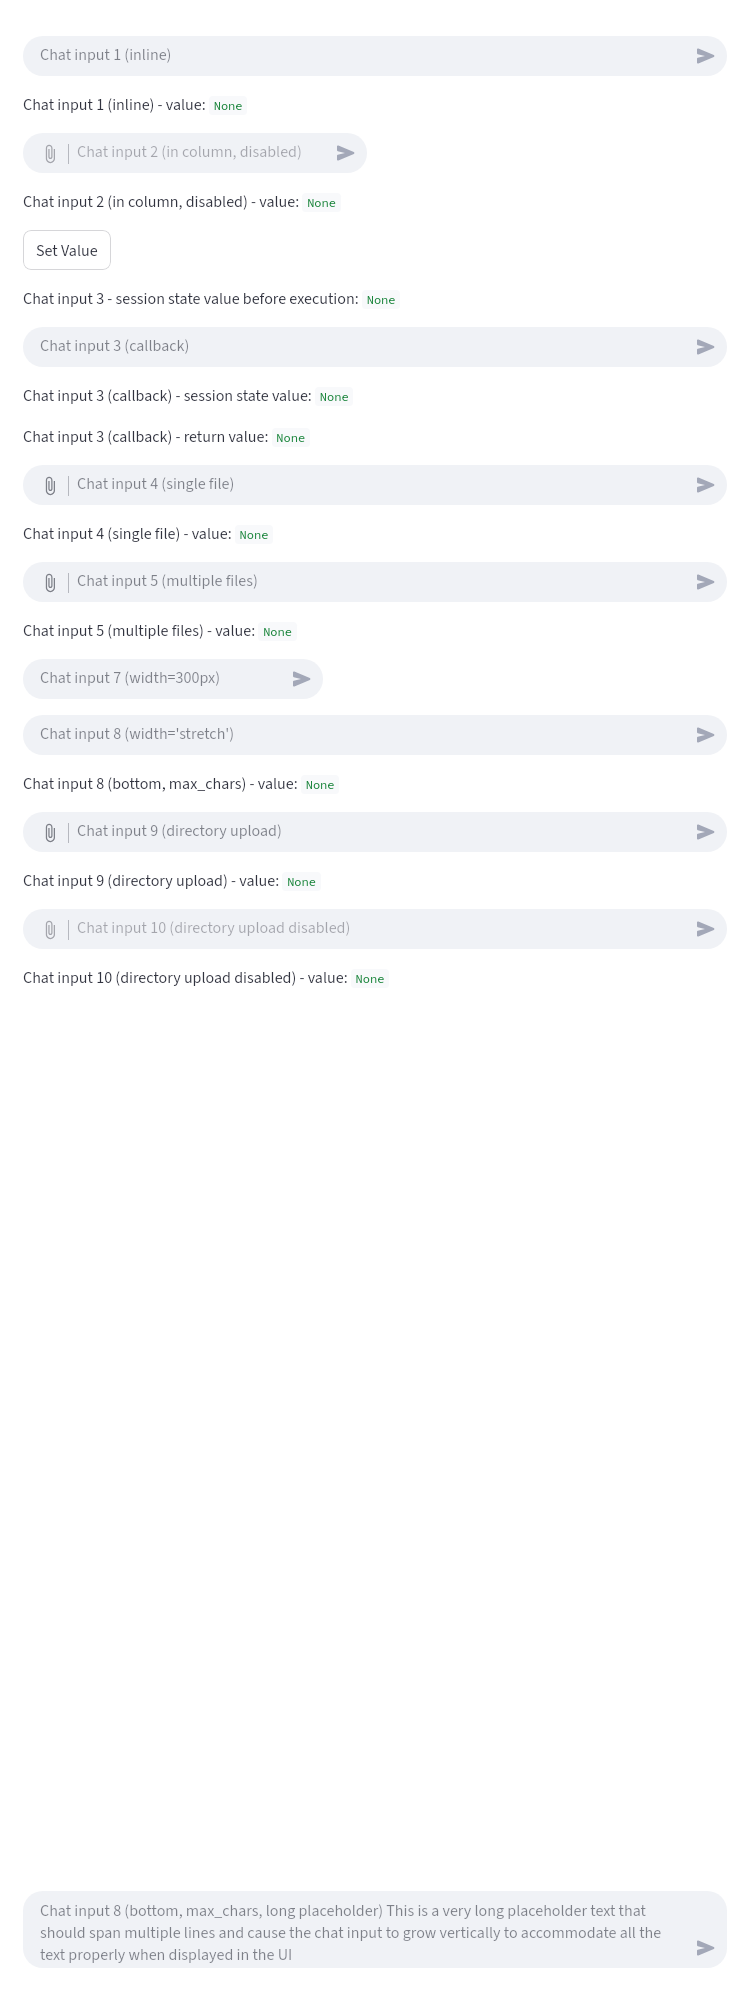 Chat input 1 (inline)
Chat input 1 (inline) - value: None
Chat input 2 (in column, disabled)
Chat input 2 (in column, disabled) - value: None
Set Value
Chat input 3 - session state value before execution: None
Chat input 3 (callback)
Chat input 3 (callback) - session state value: None
Chat input 3 (callback) - return value: None
Chat input 4 (single file)
Chat input 4 (single file) - value: None
Chat input 5 (multiple files)
Chat input 5 (multiple files) - value: None
Chat input 7 (width=300px)
Chat input 8 (width='stretch')
Chat input 8 (bottom, max_chars) - value: None
Chat input 9 (directory upload)
Chat input 9 (directory upload) - value: None
Chat input 10 (directory upload disabled)
Chat input 10 (directory upload disabled) - value: None
Chat input 8 (bottom, max_chars, long placeholder) This is a very long placeholder text that
should span multiple lines and cause the chat input to grow vertically to accommodate all the
text properly when displayed in the UI